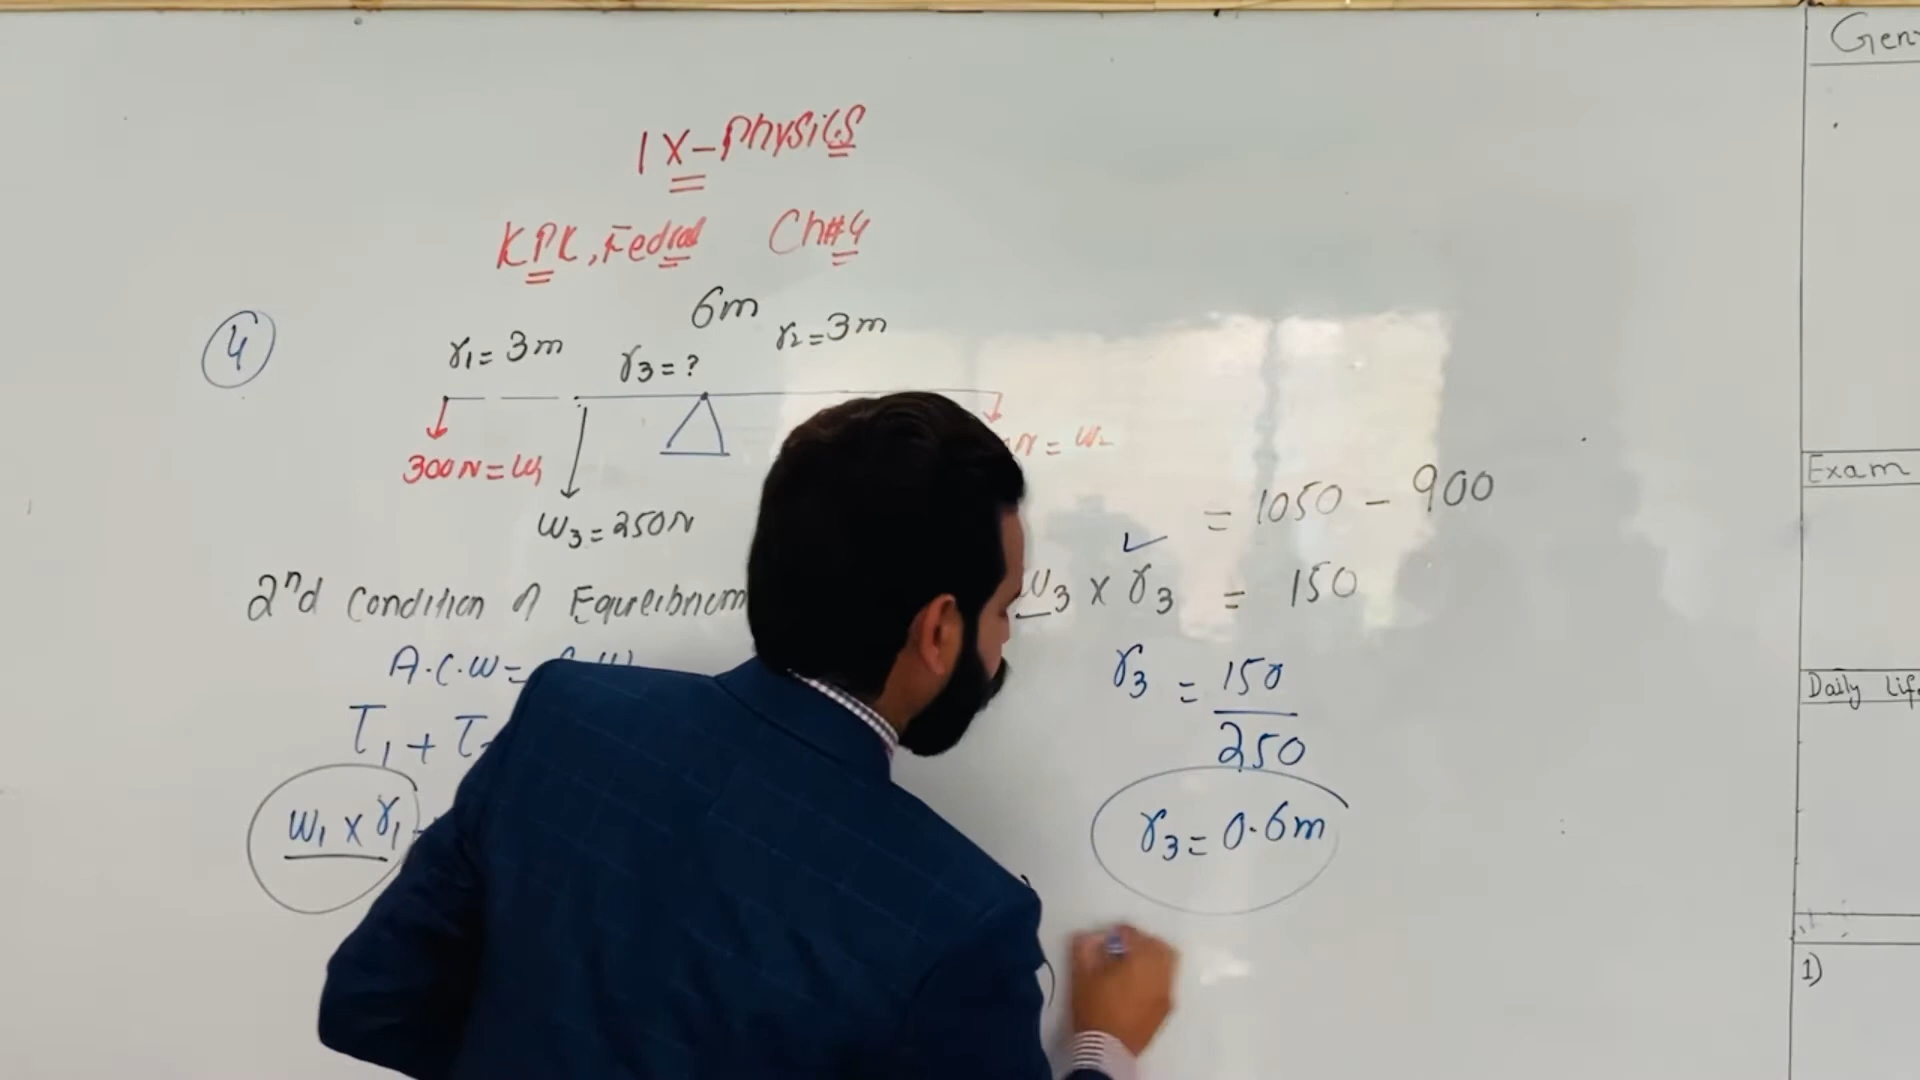 IX-Physics
KPK, Fedral Ch#4
4
6m
r1 = 3m
r3 = ?
r2 = 3m
300N = W1
N = W2
W3 = 250N
= 1050 - 900
2nd Condition of Equilibrium
W3 x r3 = 150
A.C.W =
r3 = 150
250
T1 + T
W1 x r1
r3 = 0.6m
Gen
Exam
Daily Life
1)